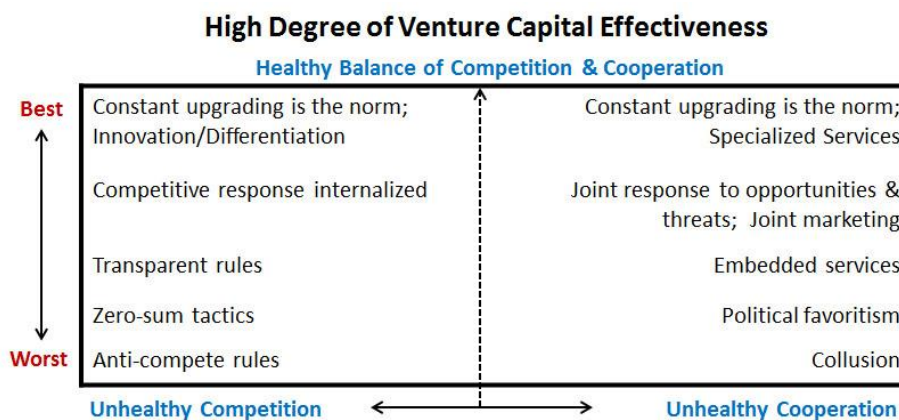 High Degree of Venture Capital Effectiveness
Healthy Balance of Competition & Cooperation
Best
Constant upgrading is the norm;
Innovation/Differentiation
Constant upgrading is the norm;
Specialized Services
Competitive response internalized
Joint response to opportunities &
threats; Joint marketing
Transparent rules
Embedded services
Zero-sum tactics
Political favoritism
Worst
Anti-compete rules
Collusion
Unhealthy Competition
Unhealthy Cooperation